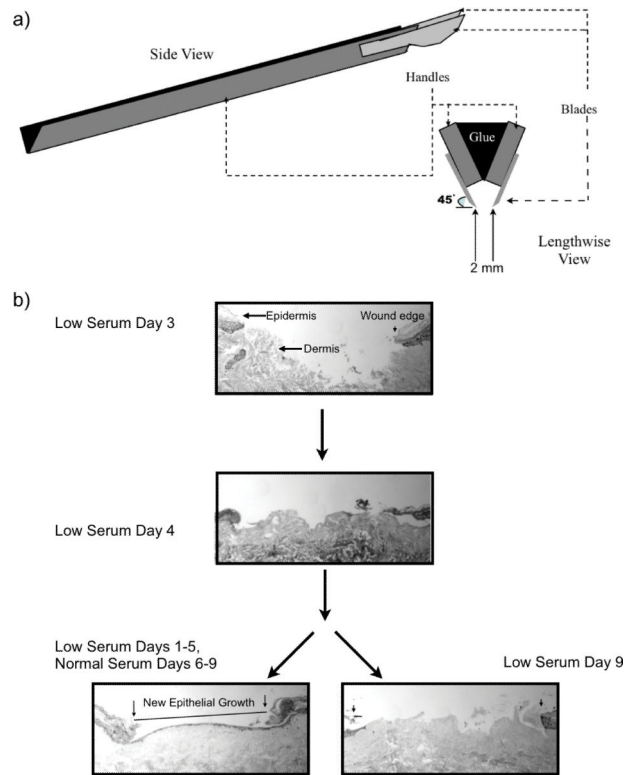 a)
Side View
Handles
Blades
Glue
45°
2 mm
Lengthwise
View
b)
Low Serum Day 3
Epidermis
Wound edge
Dermis
Low Serum Day 4
Low Serum Days 1-5,
Normal Serum Days 6-9
Low Serum Day 9
New Epithelial Growth